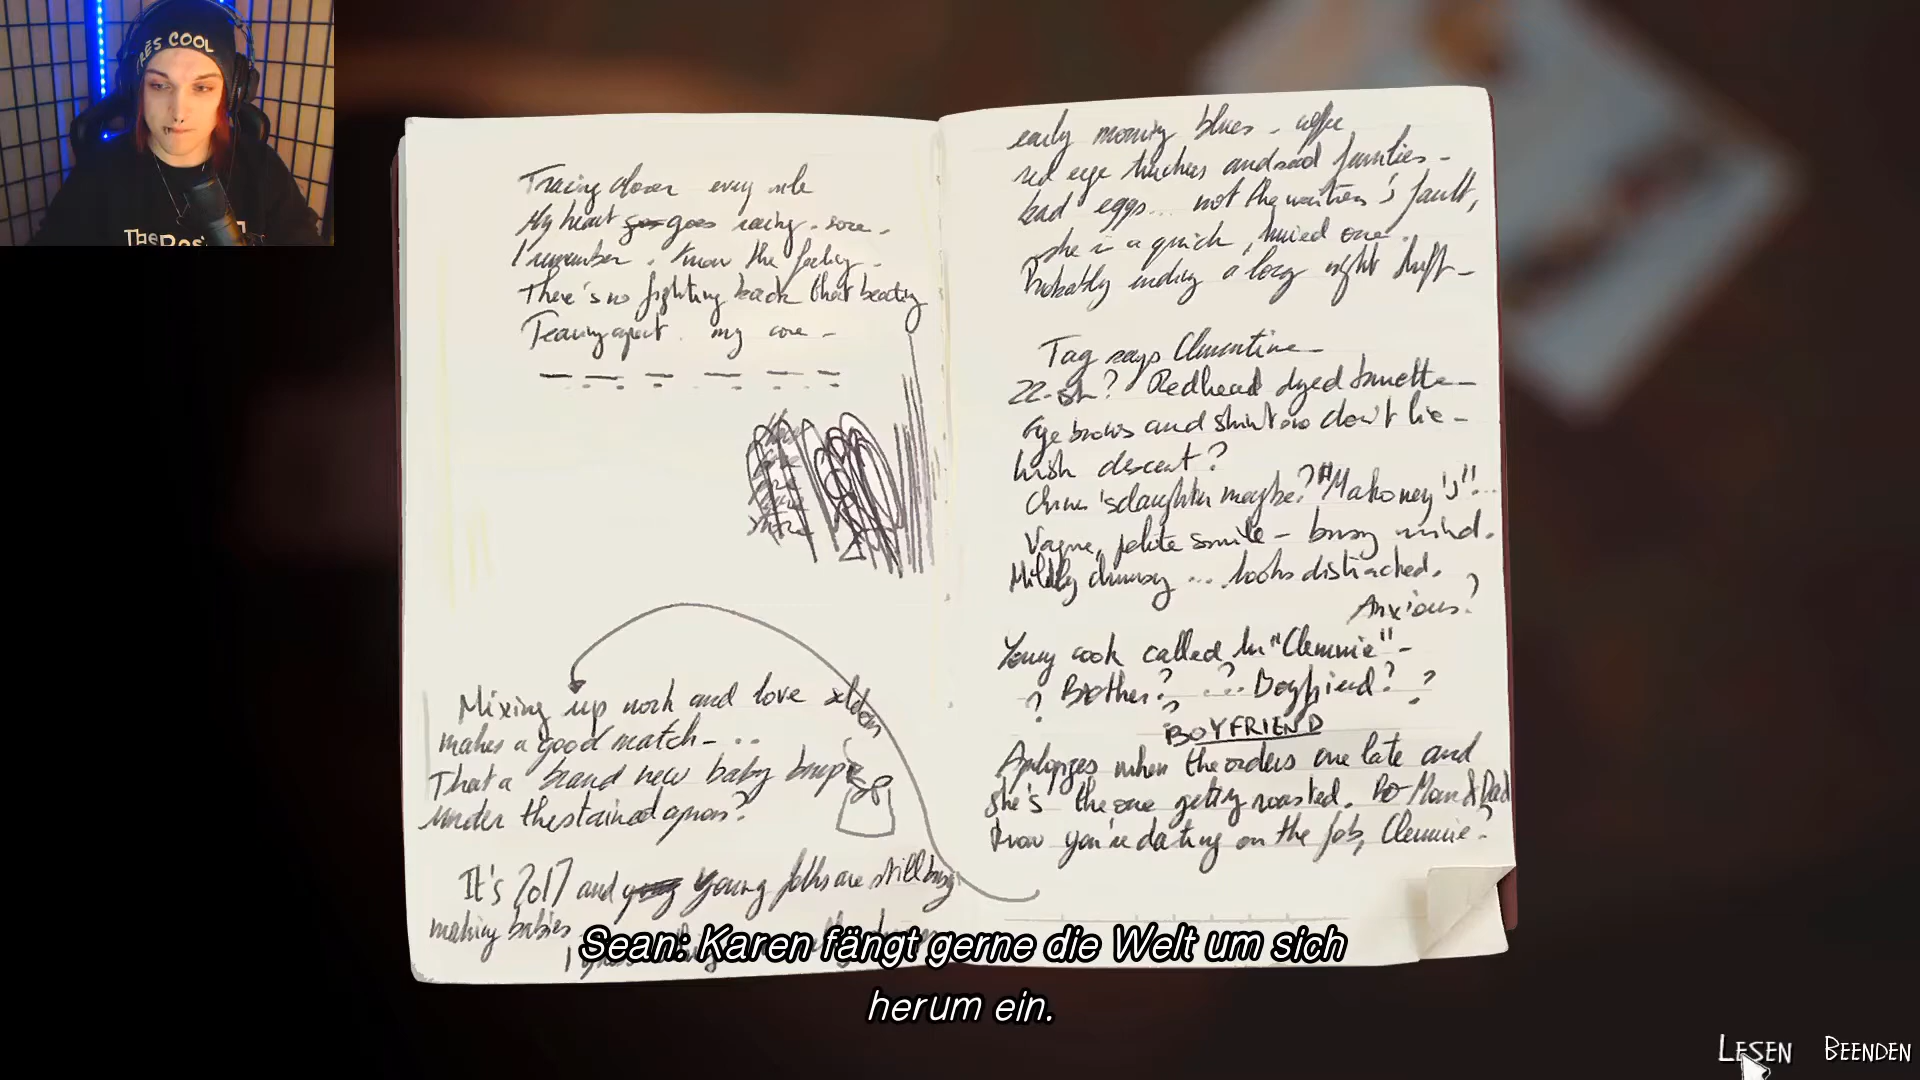 RÉS COOL
Tracing closer every mile
My heart goes racing. sore.
I remember. Know the feeling.
There's no fighting back that beating
Tearing apart my core -
Mixing up work and love seldom
makes a good match - ...
That a brand new baby bump
under the stained apron?
It's 2017 and young folks are still busy
making babies
early morning blues - coffee
red eye truckers and sad families -
bad eggs... not the waitress's fault,
she is a quick, one.
Probably ending a long night shift -
Tag says Clementine -
22-ish? Redhead dyed brunette -
Eye brows and skin too don't lie -
Irish descent?
Owner's daughter maybe? "Mahoney's"...
Vague, polite smile - busy mind.
Mildly clumsy ... looks distracted.
Anxious?
Young cook called her "Clemmie" -
? Brother? ...?... Boyfriend? ?
BOYFRIEND
Apologizes when the orders are late and
she's the one getting roasted. Do Mom & Dad
know you're dating on the job, Clemmie?
Sean: Karen fängt gerne die Welt um sich
herum ein.
LESEN BEENDEN